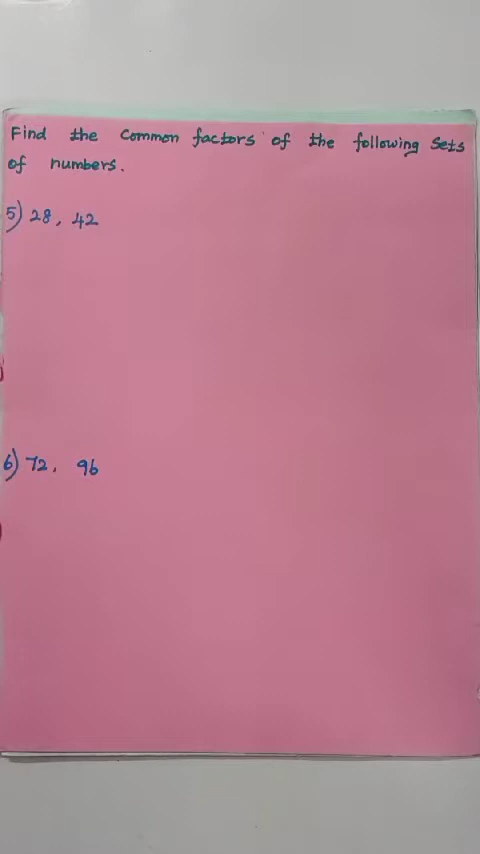 Find the common factors of the following sets
of numbers.
5) 28, 42
6) 72, 96